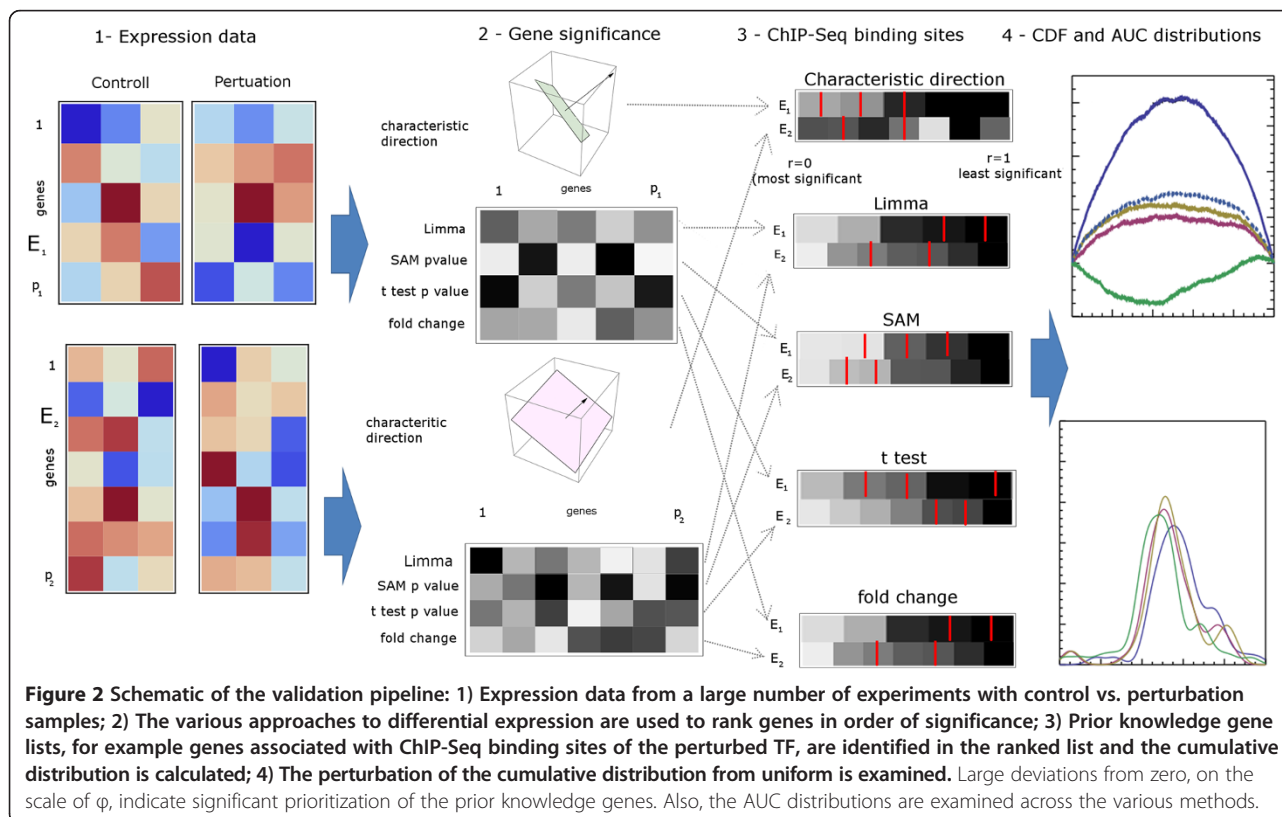 1- Expression data
2 - Gene significance
3 - ChIP-Seq binding sites
4 - CDF and AUC distributions
Controll
Pertuation
1
genes
E1
p1
1
E2
genes
p2
characteristic
direction
1 genes p1
Limma
SAM pvalue
t test p value
fold change
characteritic
direction
1 genes p2
Limma
SAM p value
t test p value
fold change
Characteristic direction
E1
E2
r=0
(most significant
r=1
least significant
Limma
E1
E2
SAM
E1
E2
t test
E1
E2
fold change
E1
E2
Figure 2 Schematic of the validation pipeline: 1) Expression data from a large number of experiments with control vs. perturbation
samples; 2) The various approaches to differential expression are used to rank genes in order of significance; 3) Prior knowledge gene
lists, for example genes associated with ChIP-Seq binding sites of the perturbed TF, are identified in the ranked list and the cumulative
distribution is calculated; 4) The perturbation of the cumulative distribution from uniform is examined. Large deviations from zero, on the
scale of φ, indicate significant prioritization of the prior knowledge genes. Also, the AUC distributions are examined across the various methods.